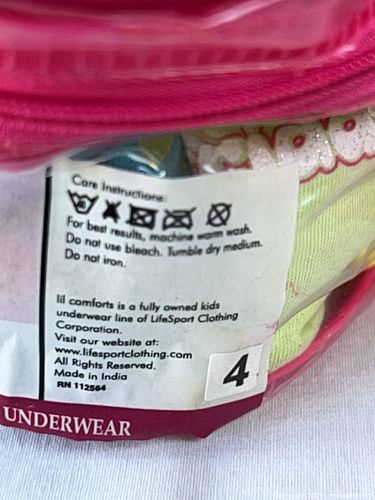 Care Instructions:
For best results, machine warm wash.
Do not use bleach. Tumble dry medium.
Do not iron.
lil comforts is a fully owned kids
underwear line of LifeSport Clothing
Corporation.
Visit our website at:
www.lifesportclothing.com
All Rights Reserved.
Made in India
RN 112564
4
UNDERWEAR